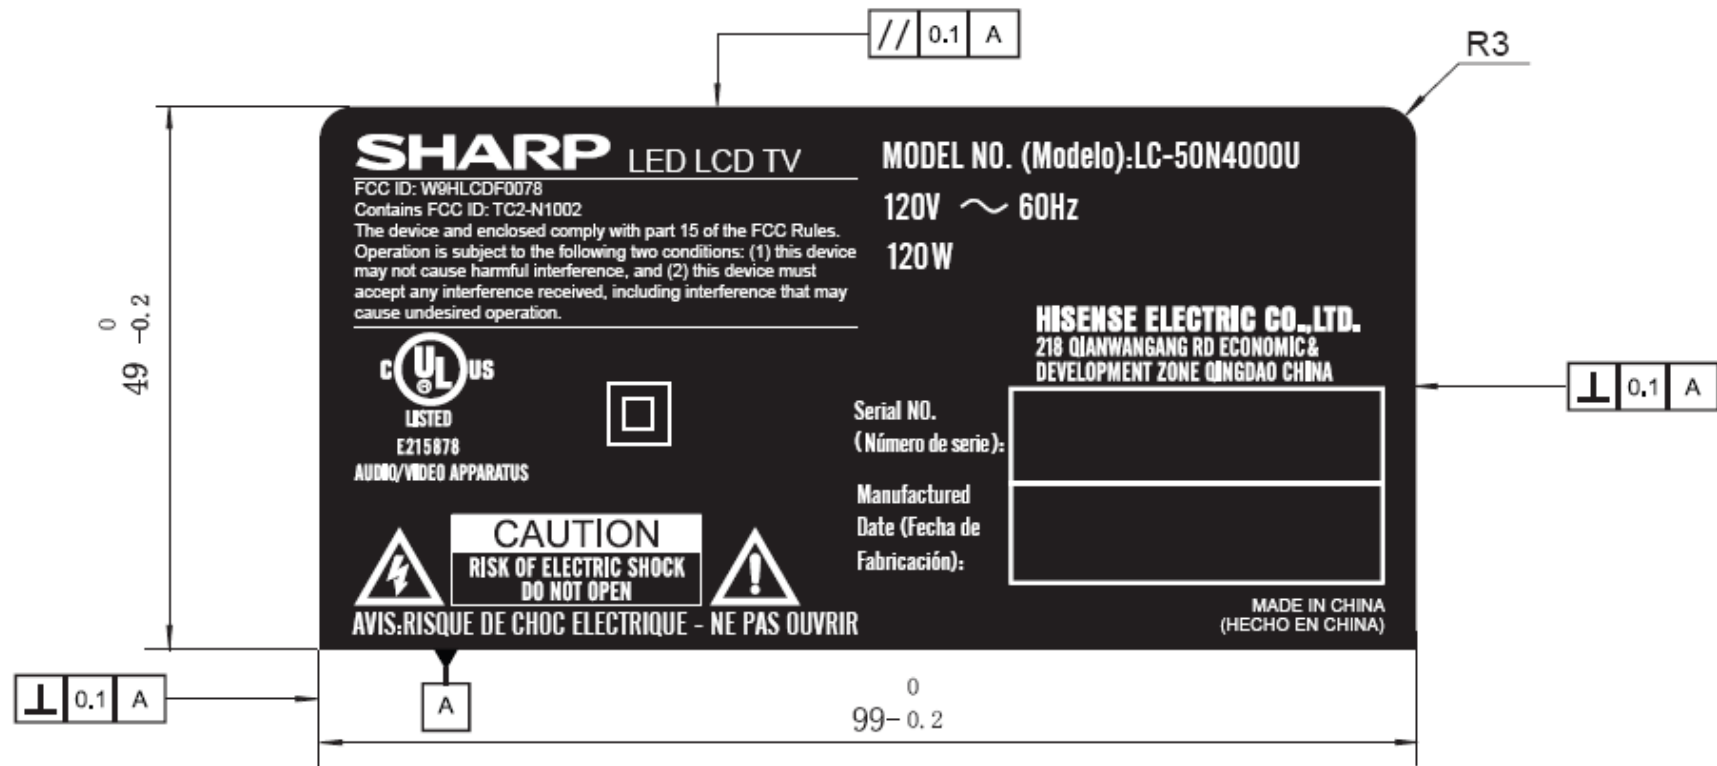 // 0.1 A
R3
SHARP LED LCD TV
FCC ID: W9HLCDF0078
Contains FCC ID: TC2-N1002
The device and enclosed comply with part 15 of the FCC Rules.
Operation is subject to the following two conditions: (1) this device
may not cause harmful interference, and (2) this device must
accept any interference received, including interference that may
cause undesired operation.
MODEL NO. (Modelo):LC-50N4000U
120V ~ 60Hz
120W
HISENSE ELECTRIC CO.,LTD.
218 QIANWANGANG RD ECONOMIC&
DEVELOPMENT ZONE QINGDAO CHINA
C UL US
®
LISTED
E215878
AUDIO/VIDEO APPARATUS
Serial NO.
(Número de serie):
Manufactured
Date (Fecha de
Fabricación):
CAUTION
RISK OF ELECTRIC SHOCK
DO NOT OPEN
AVIS:RISQUE DE CHOC ELECTRIQUE - NE PAS OUVRIR
MADE IN CHINA
(HECHO EN CHINA)
0
49 -0.2
⊥ 0.1 A
⊥ 0.1 A
A
0
99-0.2